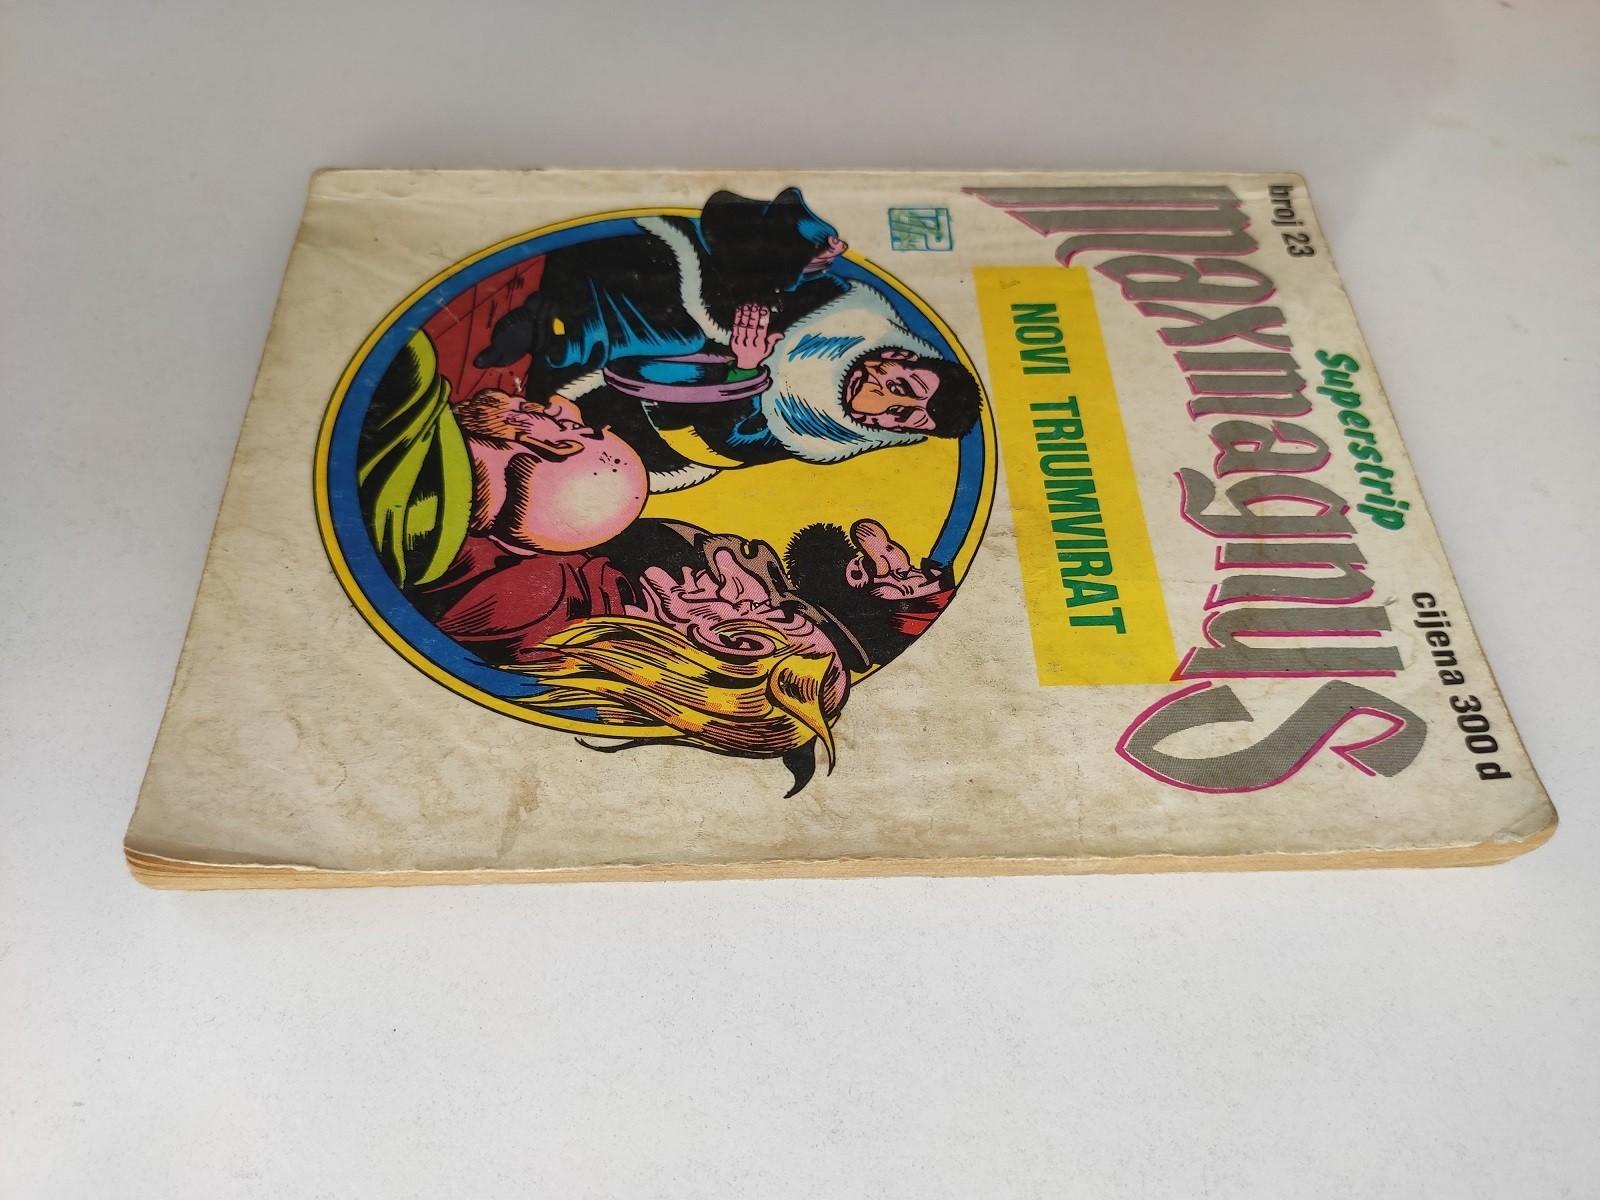 Superstrip
broj 23
cijena 300 d
maxmagnus
NOVI TRIUMVIRAT